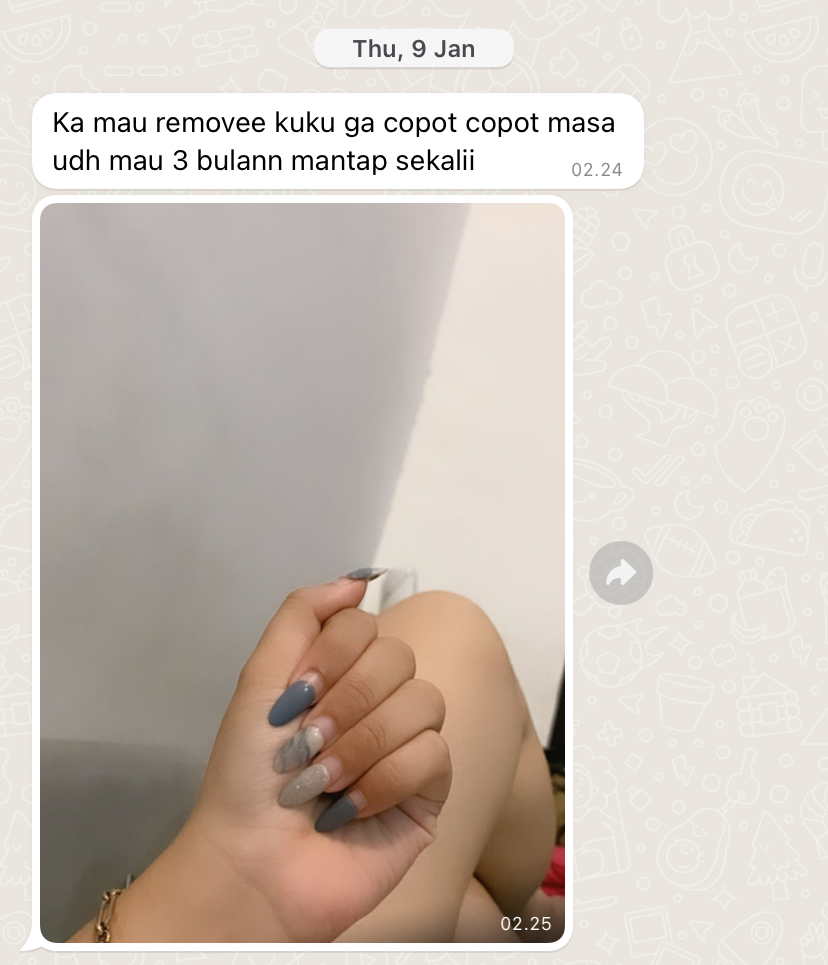 Thu, 9 Jan
Ka mau removee kuku ga copot copot masa
udh mau 3 bulann mantap sekalii
02.24
02.25